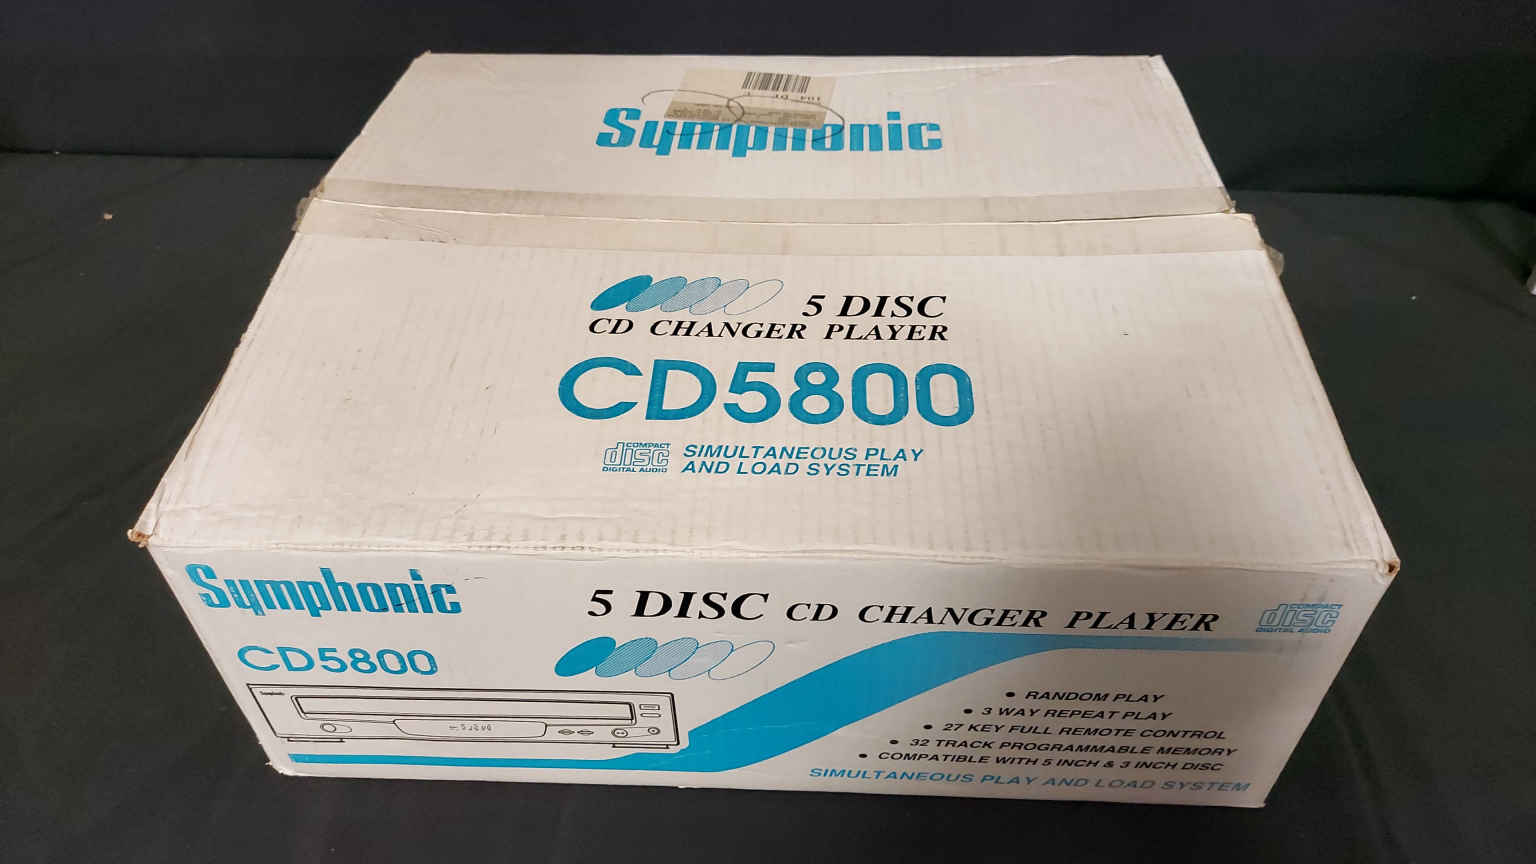 Symphonic
5 DISC
CD CHANGER PLAYER
CD5800
COMPACT
disc
DIGITAL AUDIO
SIMULTANEOUS PLAY
AND LOAD SYSTEM
Symphonic
5 DISC CD CHANGER PLAYER
COMPACT
disc
DIGITAL AUDIO
CD5800
Symphonic
• RANDOM PLAY
• 3 WAY REPEAT PLAY
• 27 KEY FULL REMOTE CONTROL
• 32 TRACK PROGRAMMABLE MEMORY
• COMPATIBLE WITH 5 INCH & 3 INCH DISC
SIMULTANEOUS PLAY AND LOAD SYSTEM